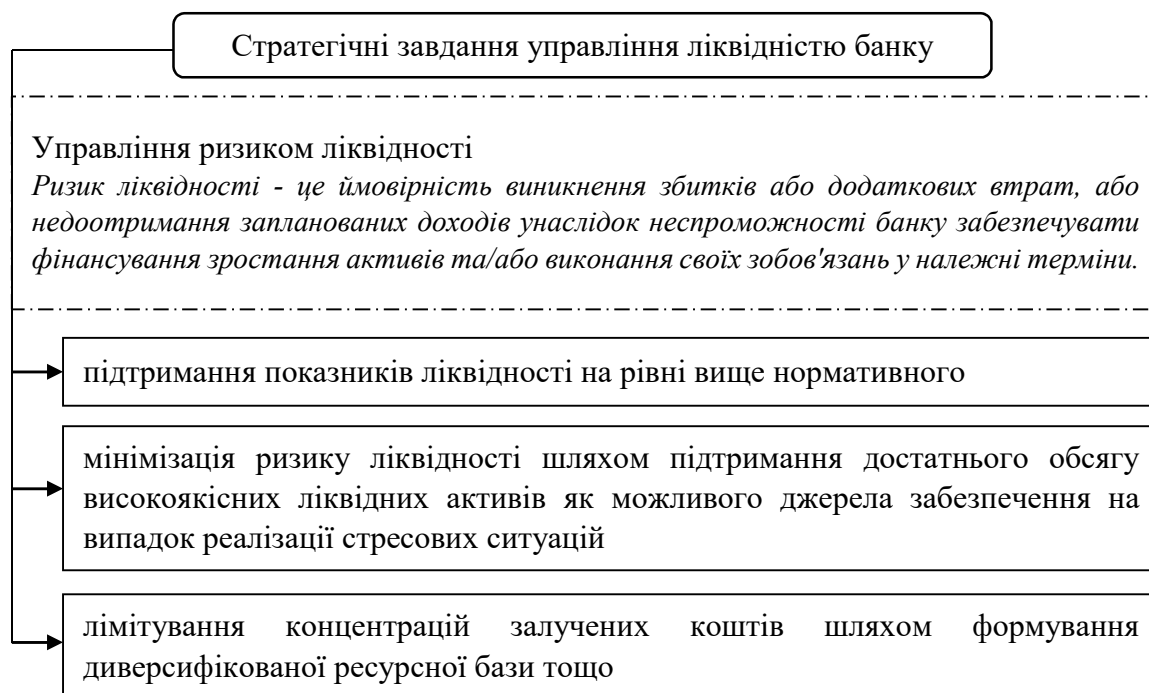 Стратегічні завдання управління ліквідністю банку
Управління ризиком ліквідності
Ризик ліквідності - це ймовірність виникнення збитків або додаткових втрат, або
недоотримання запланованих доходів унаслідок неспроможності банку забезпечувати
фінансування зростання активів та/або виконання своїх зобов'язань у належні терміни.
підтримання показників ліквідності на рівні вище нормативного
мінімізація ризику ліквідності шляхом підтримання достатнього обсягу
високоякісних ліквідних активів як можливого джерела забезпечення на
випадок реалізації стресових ситуацій
лімітування концентрацій залучених коштів шляхом формування
диверсифікованої ресурсної бази тощо